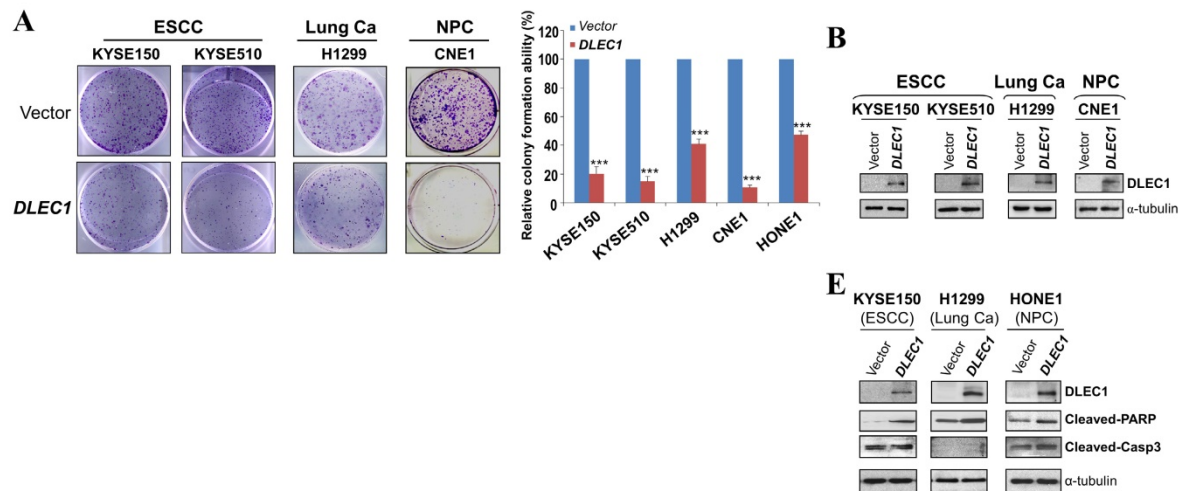 A
ESCC
Lung Ca
NPC
KYSE150
KYSE510
H1299
CNE1
Vector
DLEC1
Relative colony formation ability (%)
Vector
DLEC1
120
100
80
60
40
20
0
***
***
***
***
***
KYSE150
KYSE510
H1299
CNE1
HONE1
B
ESCC
Lung Ca
NPC
KYSE150
KYSE510
H1299
CNE1
Vector
DLEC1
Vector
DLEC1
Vector
DLEC1
Vector
DLEC1
DLEC1
α-tubulin
E
KYSE150
H1299
HONE1
(ESCC)
(Lung Ca)
(NPC)
Vector
DLEC1
Vector
DLEC1
Vector
DLEC1
DLEC1
Cleaved-PARP
Cleaved-Casp3
α-tubulin